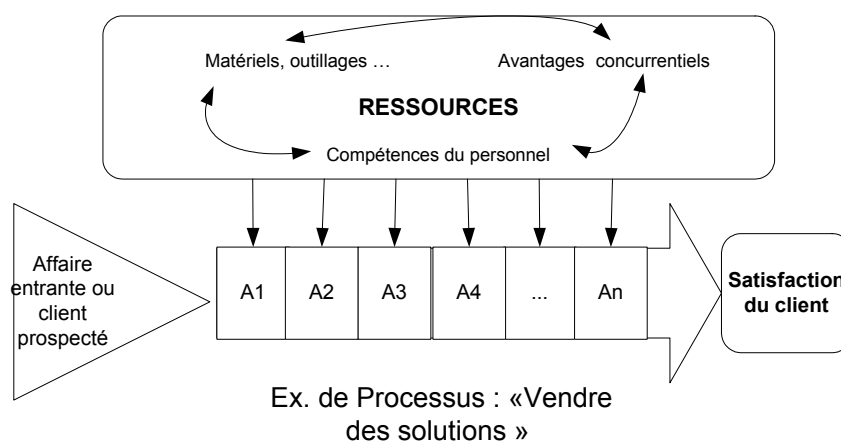 Matériels, outillages …
Avantages concurrentiels
RESSOURCES
Compétences du personnel
Affaire
entrante ou
client
prospecté
A1
A2
A3
A4
...
An
Satisfaction
du client
Ex. de Processus : «Vendre
des solutions »